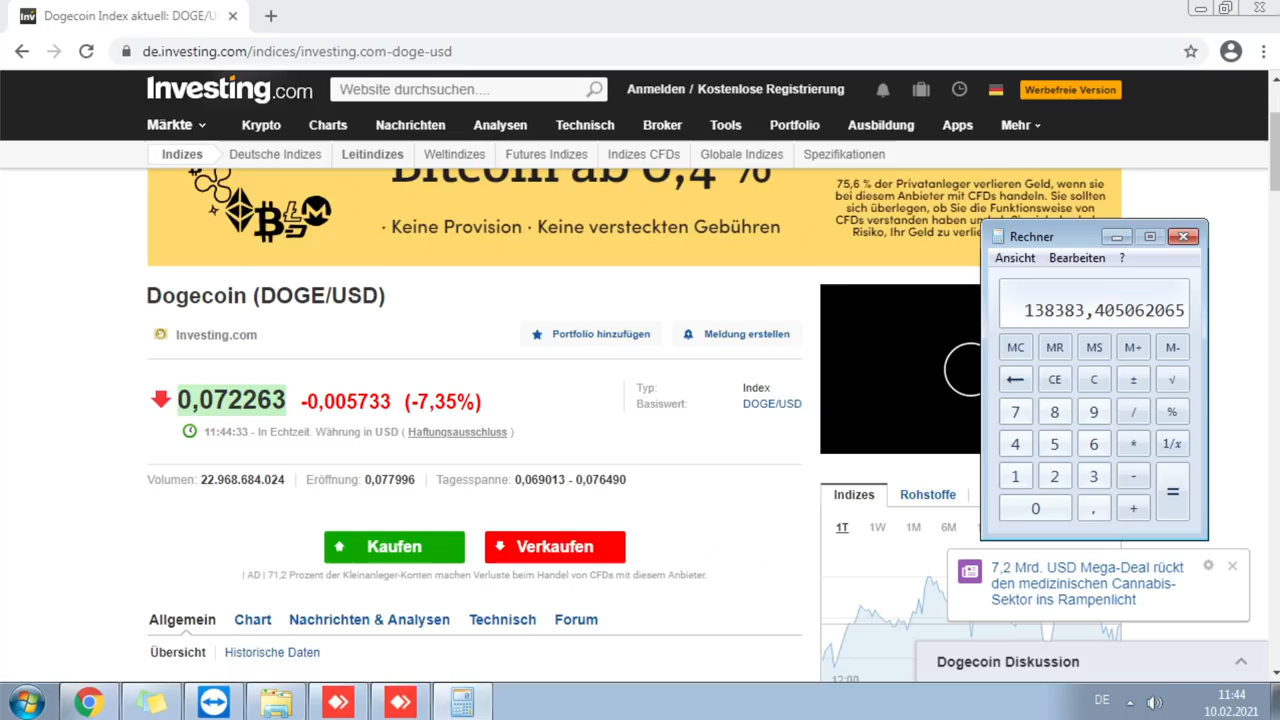 Dogecoin Index aktuell: DOGE/U
de.investing.com/indices/investing.com-doge-usd
Investing.com
Website durchsuchen....
Anmelden / Kostenlose Registrierung
Werbefreie Version
Märkte Krypto Charts Nachrichten Analysen Technisch Broker Tools Portfolio Ausbildung Apps Mehr
Indizes Deutsche Indizes Leitindizes Weltindizes Futures Indizes Indizes CFDs Globale Indizes Spezifikationen
Bitcoin ab 0,4 %
· Keine Provision · Keine versteckten Gebühren
75,6 % der Privatanleger verlieren Geld, wenn sie
bei diesem Anbieter mit CFDs handeln. Sie sollten
sich überlegen, ob Sie die Funktionsweise von
CFDs verstanden haben
Risiko, Ihr Geld zu
Dogecoin (DOGE/USD)
Investing.com
Portfolio hinzufügen
Meldung erstellen
0,072263 -0,005733 (-7,35%)
11:44:33 - In Echtzeit. Währung in USD ( Haftungsausschluss )
Typ: Index
Basiswert: DOGE/USD
Volumen: 22.968.684.024 Eröffnung: 0,077996 Tagesspanne: 0,069013 - 0,076490
Kaufen
Verkaufen
| AD | 71,2 Prozent der Kleinanleger-Konten machen Verluste beim Handel von CFDs mit diesem Anbieter.
Allgemein Chart Nachrichten & Analysen Technisch Forum
Übersicht Historische Daten
Indizes Rohstoffe
1T 1W 1M 6M
12:00
Rechner
Ansicht Bearbeiten ?
138383,405062065
MC MR MS M+ M-
← CE C ± √
7 8 9 / %
4 5 6 * 1/x
1 2 3 - =
0 , +
7,2 Mrd. USD Mega-Deal rückt
den medizinischen Cannabis-
Sektor ins Rampenlicht
Dogecoin Diskussion
DE
11:44
10.02.2021